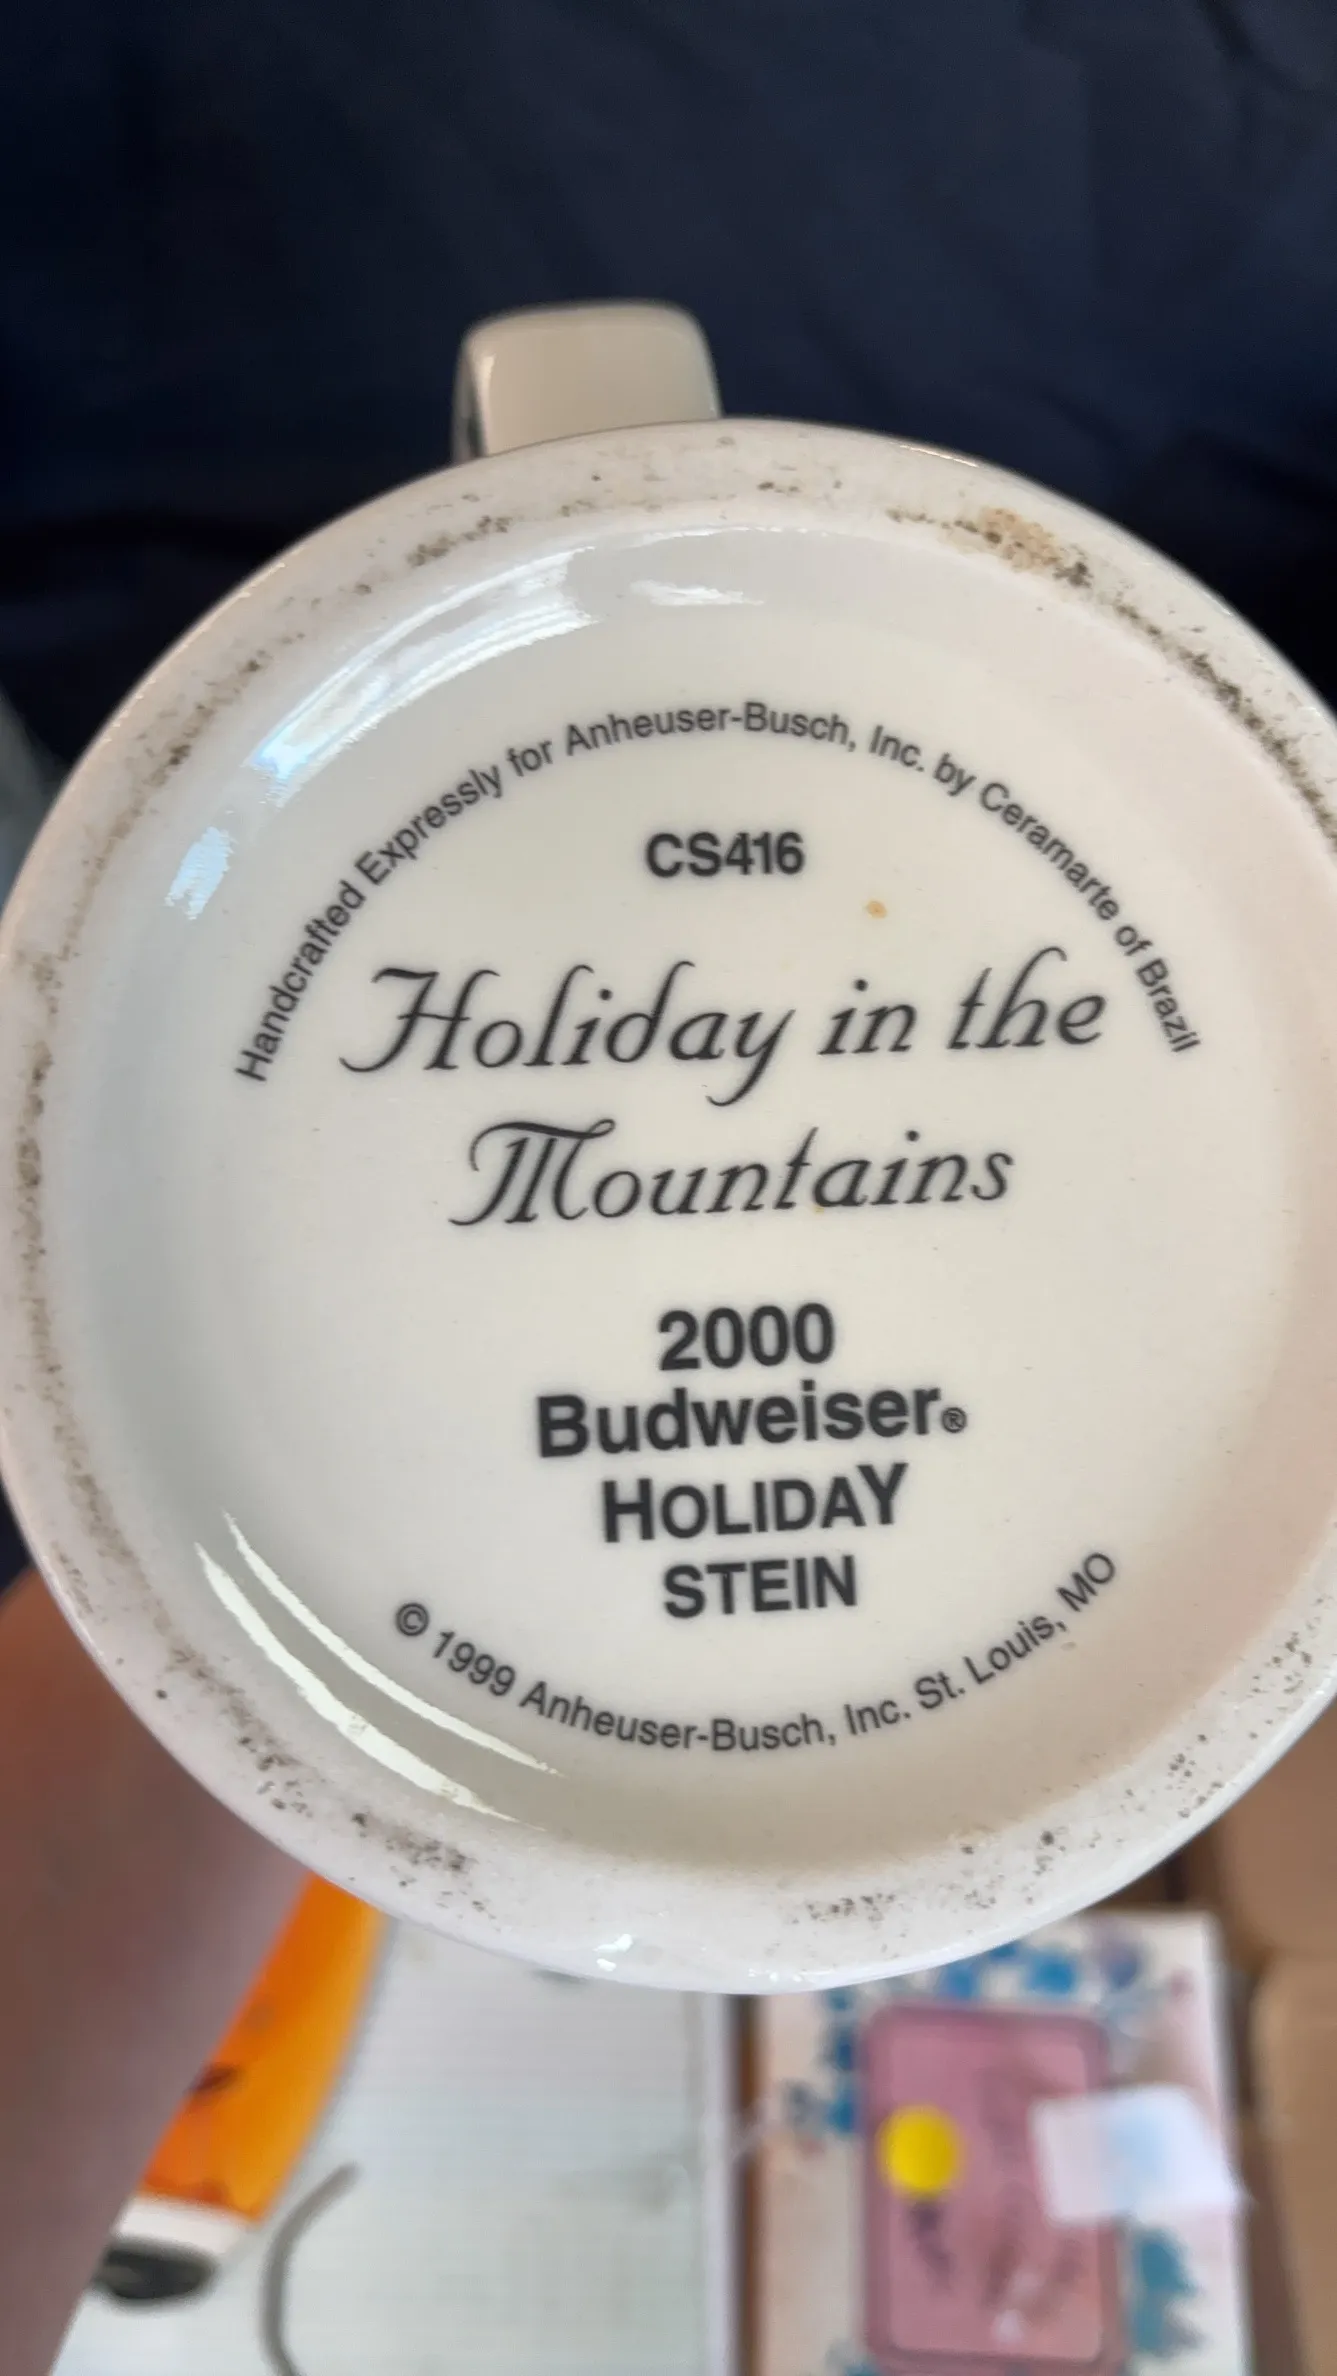 Handcrafted Expressly for Anheuser-Busch, Inc. by Ceramarte of Brazil
CS416
Holiday in the
Mountains
2000
Budweiser®
HOLIDAY
STEIN
© 1999 Anheuser-Busch, Inc. St. Louis, MO